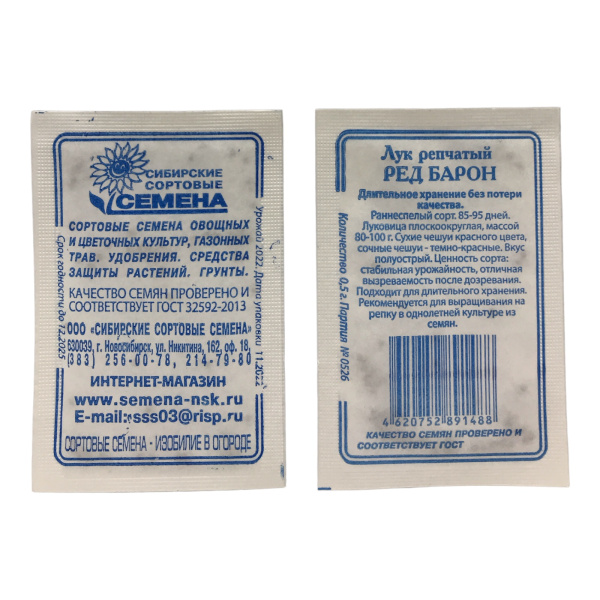 СИБИРСКИЕ
СОРТОВЫЕ
СЕМЕНА
СОРТОВЫЕ СЕМЕНА ОВОЩНЫХ
И ЦВЕТОЧНЫХ КУЛЬТУР, ГАЗОННЫХ
ТРАВ. УДОБРЕНИЯ. СРЕДСТВА
ЗАЩИТЫ РАСТЕНИЙ. ГРУНТЫ.
КАЧЕСТВО СЕМЯН ПРОВЕРЕНО И
СООТВЕТСТВУЕТ ГОСТ 32592-2013
ООО «СИБИРСКИЕ СОРТОВЫЕ СЕМЕНА»
630039, г. Новосибирск, ул. Никитина, 162, оф. 18,
(383) 256-00-78, 214-79-80
ИНТЕРНЕТ-МАГАЗИН
www.semena-nsk.ru
E-mail:esss03@risp.ru
СОРТОВЫЕ СЕМЕНА - ИЗОБИЛИЕ В ОГОРОДЕ
Срок годности до 12.2025
Урожай 2022. Дата упаковки 11.2022
Лук репчатый
РЕД БАРОН
Длительное хранение без потери
качества.
Раннеспелый сорт. 85-95 дней.
Луковица плоскоокруглая, массой
80-100 г. Сухие чешуи красного цвета,
сочные чешуи - темно-красные. Вкус
полуострый. Ценность сорта:
стабильная урожайность, отличная
вызреваемость после дозревания.
Подходит для длительного хранения.
Рекомендуется для выращивания на
репку в однолетней культуре из
семян.
4 620752 891488
КАЧЕСТВО СЕМЯН ПРОВЕРЕНО И
СООТВЕТСТВУЕТ ГОСТ
Количество 0,5 г. Партия № 0526